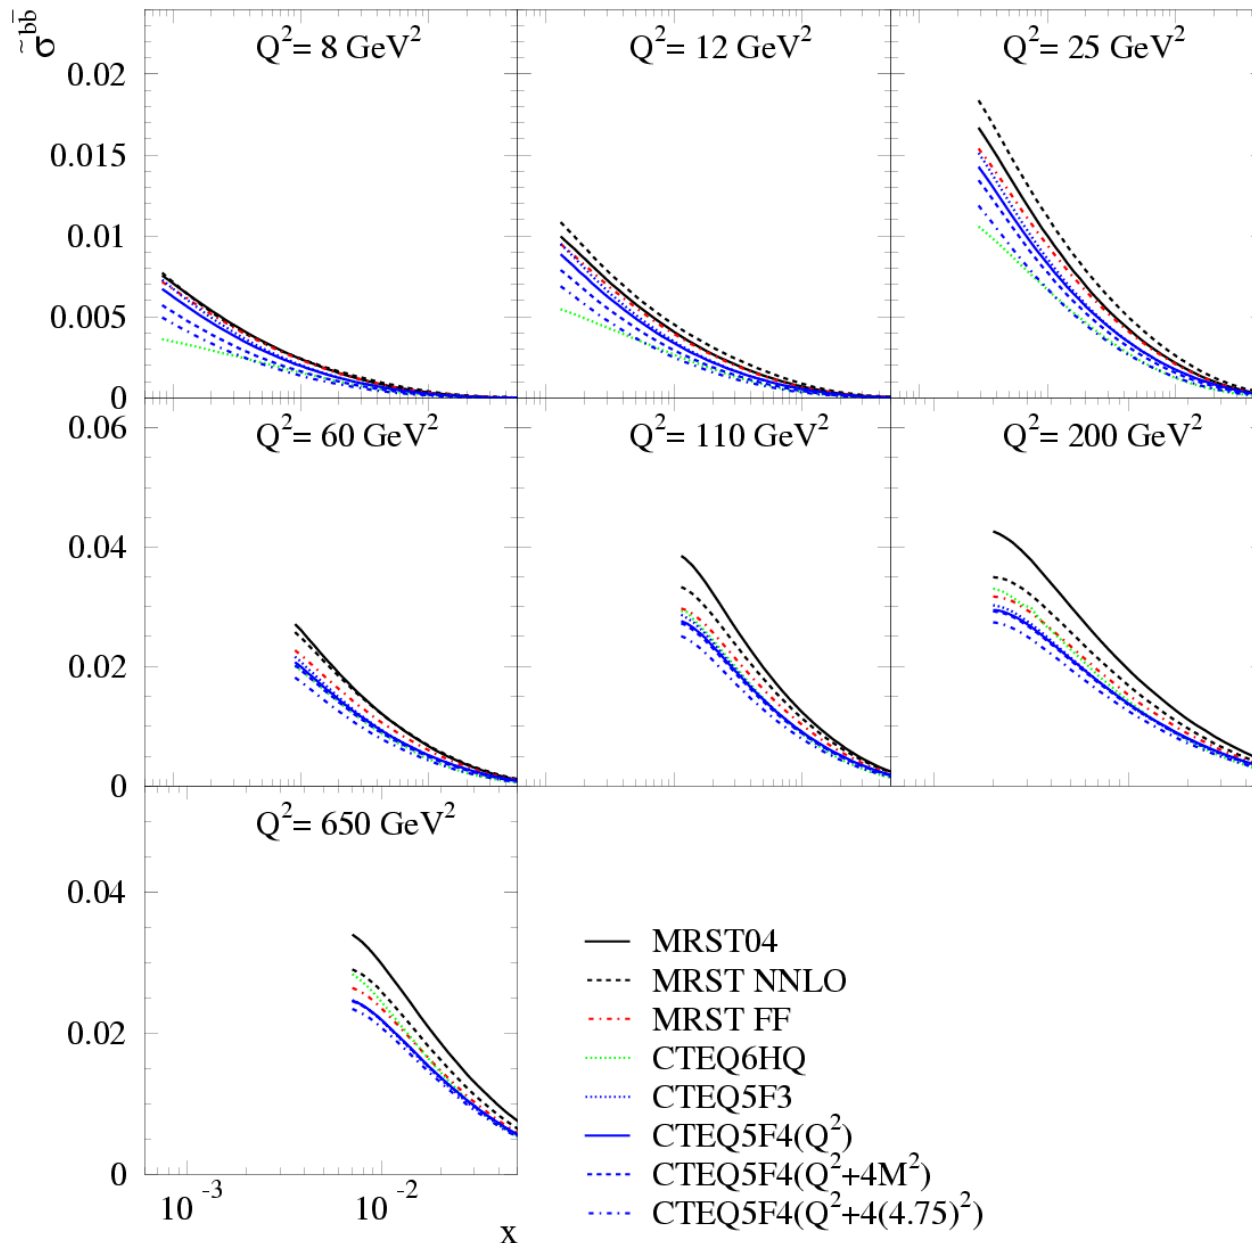 σ̃ᵇᵇ̄
Q²= 8 GeV²
Q²= 12 GeV²
Q²= 25 GeV²
0.02
0.015
0.01
0.005
0
Q²= 60 GeV²
Q²= 110 GeV²
Q²= 200 GeV²
0.06
0.04
0.02
0
Q²= 650 GeV²
0.04
0.02
0
10⁻³
10⁻²
x
MRST04
MRST NNLO
MRST FF
CTEQ6HQ
CTEQ5F3
CTEQ5F4(Q²)
CTEQ5F4(Q²+4M²)
CTEQ5F4(Q²+4(4.75)²)